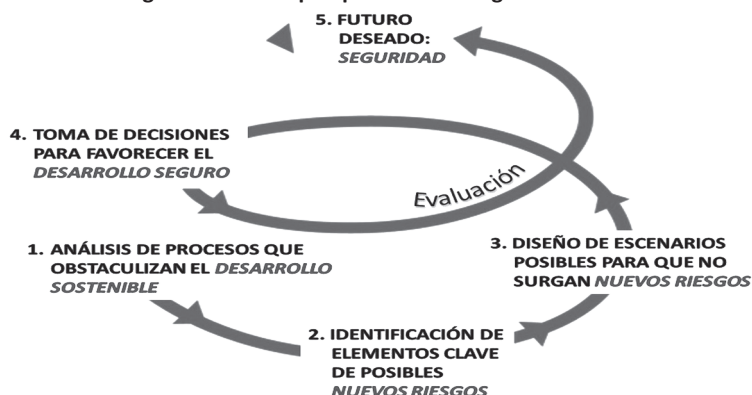 5. FUTURO
DESEADO:
SEGURIDAD
4. TOMA DE DECISIONES
PARA FAVORECER EL
DESARROLLO SEGURO
Evaluación
1. ANÁLISIS DE PROCESOS QUE
OBSTACULIZAN EL DESARROLLO
SOSTENIBLE
3. DISEÑO DE ESCENARIOS
POSIBLES PARA QUE NO
SURGAN NUEVOS RIESGOS
2. IDENTIFICACIÓN DE
ELEMENTOS CLAVE
DE POSIBLES
NUEVOS RIESGOS